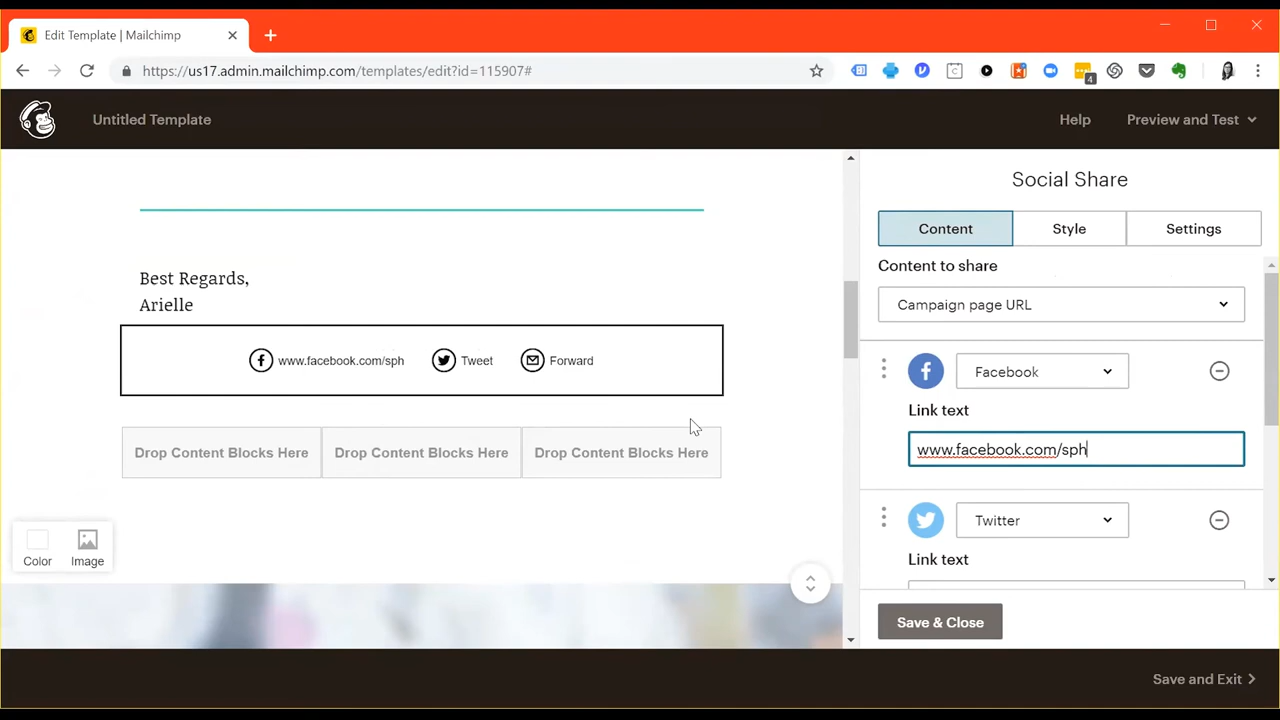 Edit Template | Mailchimp
https://us17.admin.mailchimp.com/templates/edit?id=115907#
4
Untitled Template
Help
Preview and Test
Social Share
Content
Style
Settings
Content to share
Campaign page URL
Best Regards,
Arielle
www.facebook.com/sph
Tweet
Forward
Facebook
Link text
www.facebook.com/sph
Drop Content Blocks Here
Drop Content Blocks Here
Drop Content Blocks Here
Twitter
Link text
Color
Image
Save & Close
Save and Exit